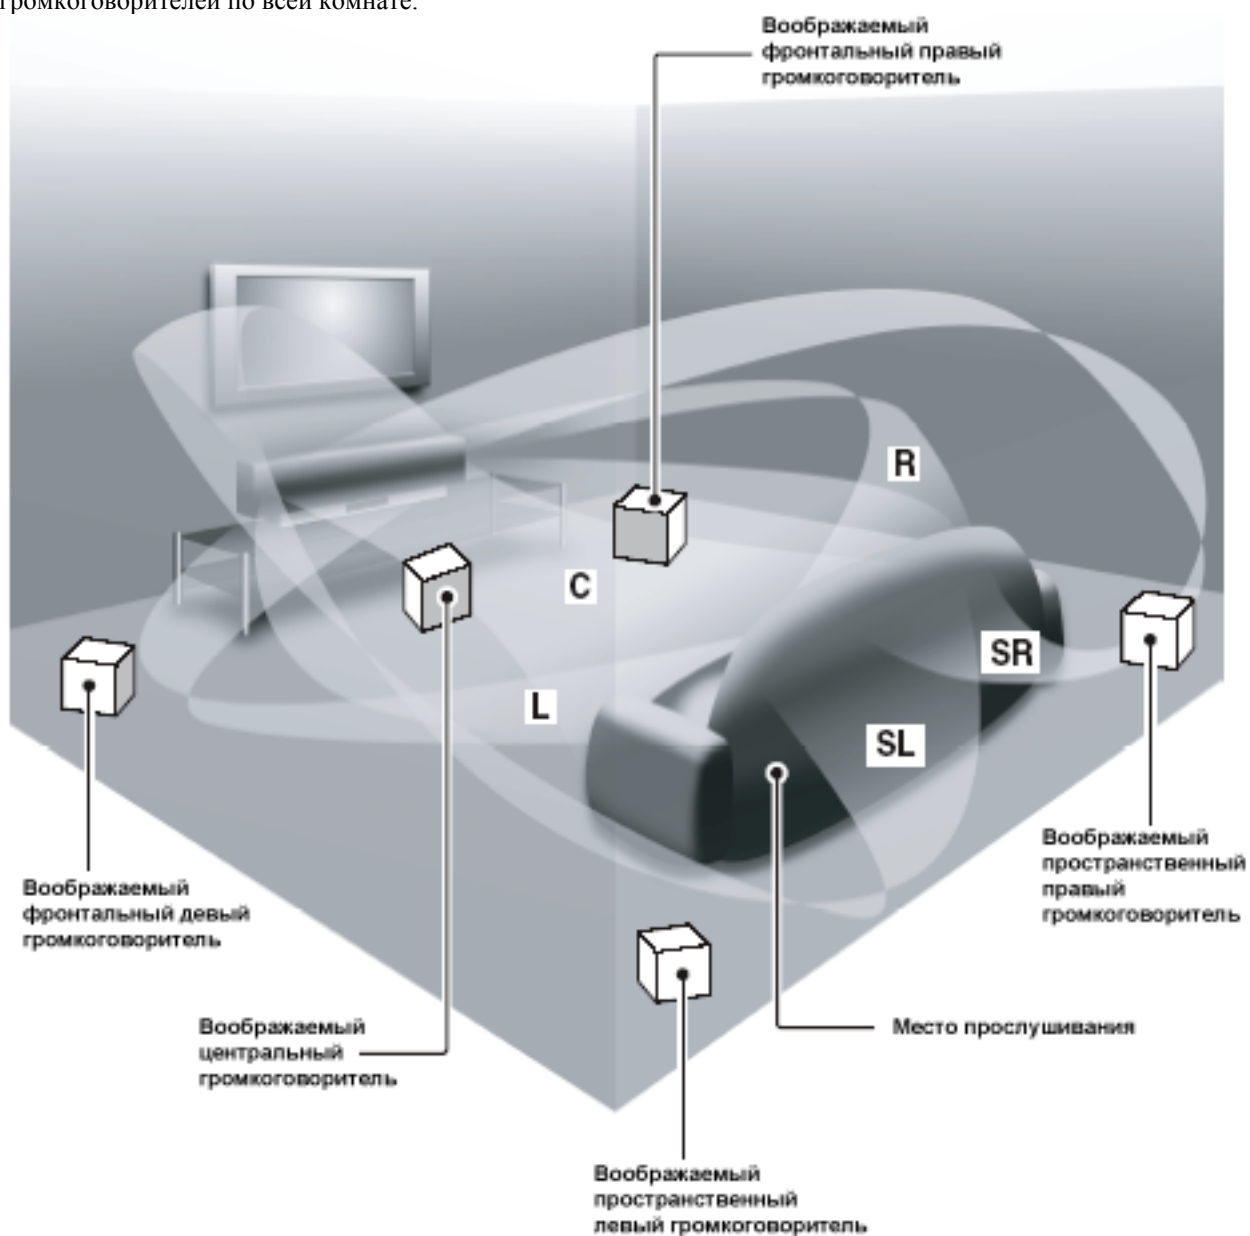 громкоговорителей по всей комнате.
Воображаемый
фронтальный правый
громкоговоритель
R
C
SR
L
SL
Воображаемый
пространственный
правый
громкоговоритель
Воображаемый
фронтальный девый
громкоговоритель
Воображаемый
центральный
громкоговоритель
Место прослушивания
Воображаемый
пространственный
левый громкоговоритель